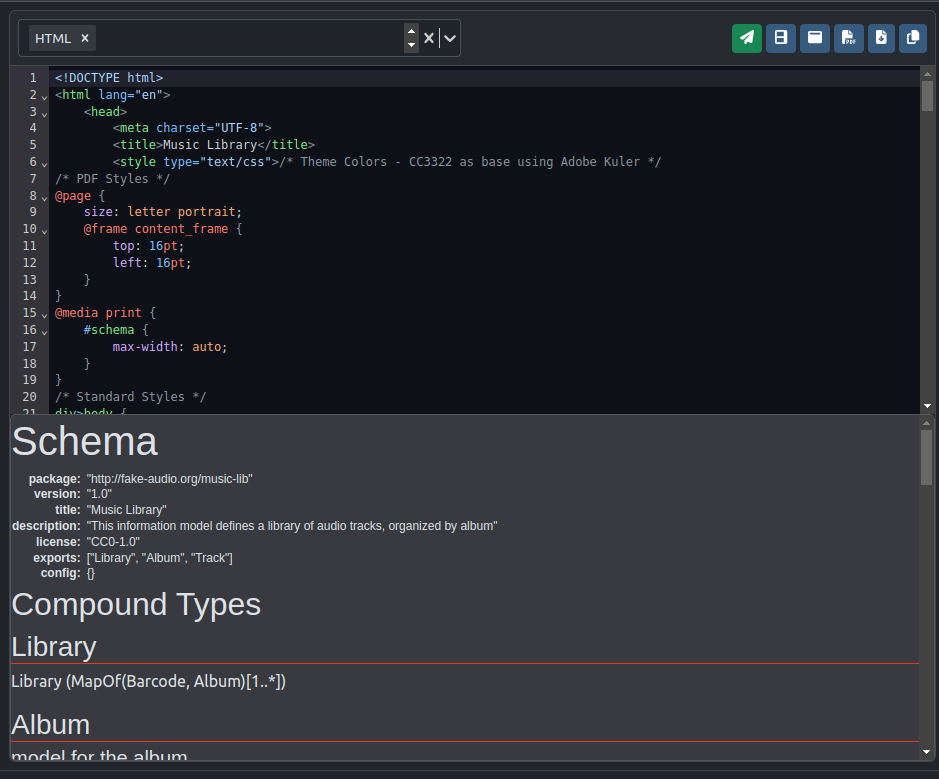 HTML ×
1 <!DOCTYPE html>
2 <html lang="en">
3 <head>
4 <meta charset="UTF-8">
5 <title>Music Library</title>
6 <style type="text/css">/* Theme Colors - CC3322 as base using Adobe Kuler */
7 /* PDF Styles */
8 @page {
9 size: letter portrait;
10 @frame content_frame {
11 top: 16pt;
12 left: 16pt;
13 }
14 }
15 @media print {
16 #schema {
17 max-width: auto;
18 }
19 }
20 /* Standard Styles */
21 div>body {
Schema
package: "http://fake-audio.org/music-lib"
version: "1.0"
title: "Music Library"
description: "This information model defines a library of audio tracks, organized by album"
license: "CC0-1.0"
exports: ["Library", "Album", "Track"]
config: {}
Compound Types
Library
Library (MapOf(Barcode, Album)[1..*])
Album
model for the album